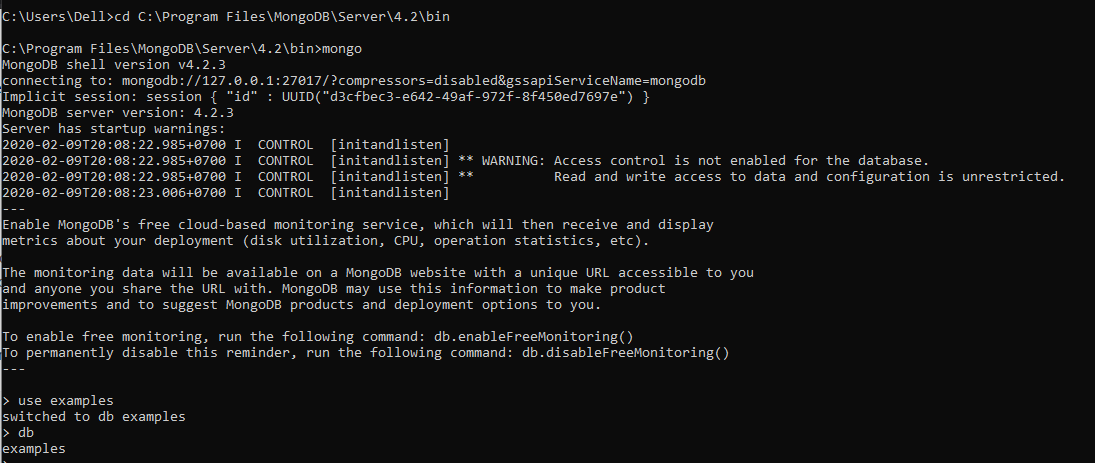 C:\Users\Dell>cd C:\Program Files\MongoDB\Server\4.2\bin
C:\Program Files\MongoDB\Server\4.2\bin>mongo
MongoDB shell version v4.2.3
connecting to: mongodb://127.0.0.1:27017/?compressors=disabled&gssapiServiceName=mongodb
Implicit session: session { "id" : UUID("d3cfbec3-e642-49af-972f-8f450ed7697e") }
MongoDB server version: 4.2.3
Server has startup warnings:
2020-02-09T20:08:22.985+0700 I  CONTROL  [initandlisten]
2020-02-09T20:08:22.985+0700 I  CONTROL  [initandlisten] ** WARNING: Access control is not enabled for the database.
2020-02-09T20:08:22.985+0700 I  CONTROL  [initandlisten] **          Read and write access to data and configuration is unrestricted.
2020-02-09T20:08:23.006+0700 I  CONTROL  [initandlisten]
---
Enable MongoDB's free cloud-based monitoring service, which will then receive and display
metrics about your deployment (disk utilization, CPU, operation statistics, etc).
The monitoring data will be available on a MongoDB website with a unique URL accessible to you
and anyone you share the URL with. MongoDB may use this information to make product
improvements and to suggest MongoDB products and deployment options to you.
To enable free monitoring, run the following command: db.enableFreeMonitoring()
To permanently disable this reminder, run the following command: db.disableFreeMonitoring()
---
> use examples
switched to db examples
> db
examples